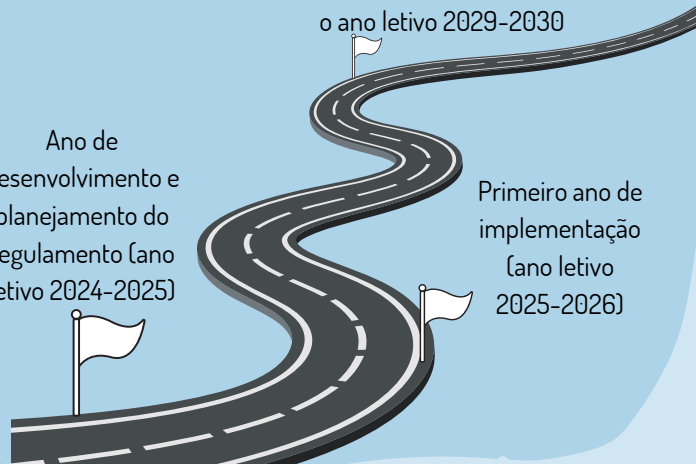 o ano letivo 2029-2030
Ano de
esenvolvimento e
planejamento do
egulamento (ano
etivo 2024-2025)
Primeiro ano de
implementação
(ano letivo
2025-2026)